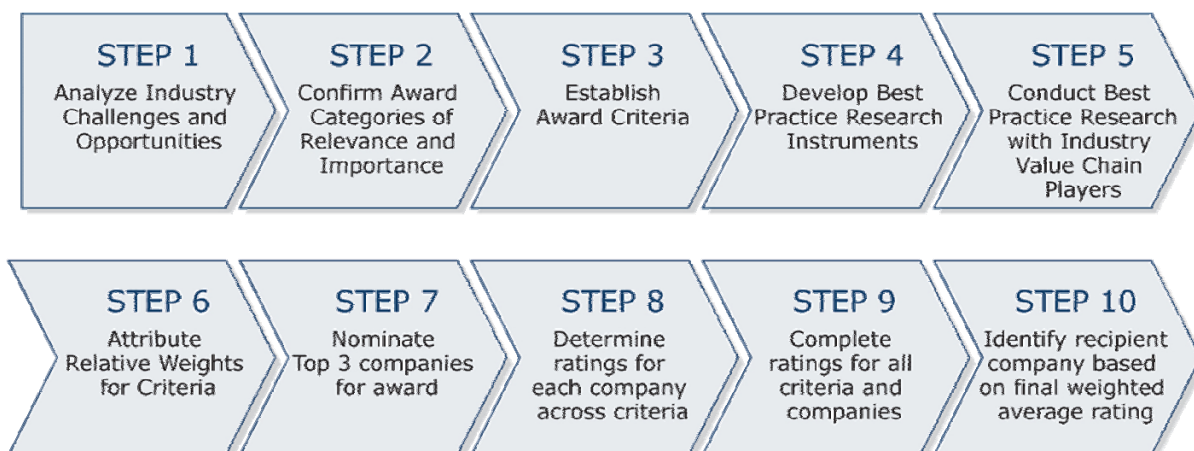 STEP 1
Analyze Industry
Challenges and
Opportunities
STEP 2
Confirm Award
Categories of
Relevance and
Importance
STEP 3
Establish
Award Criteria
STEP 4
Develop Best
Practice Research
Instruments
STEP 5
Conduct Best
Practice Research
with Industry
Value Chain
Players
STEP 6
Attribute
Relative Weights
for Criteria
STEP 7
Nominate
Top 3 companies
for award
STEP 8
Determine
ratings for
each company
across criteria
STEP 9
Complete
ratings for all
criteria and
companies
STEP 10
Identify recipient
company based
on final weighted
average rating